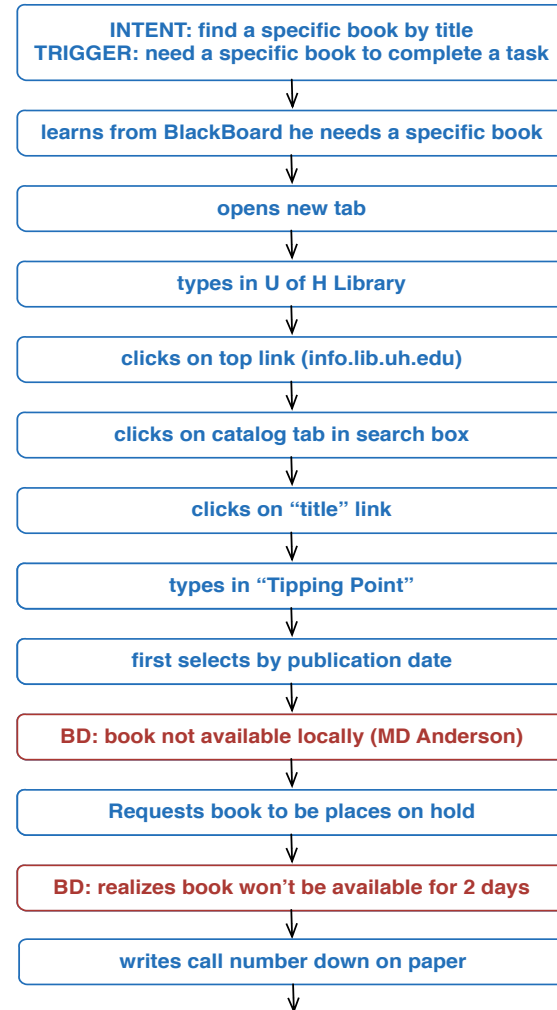 INTENT: find a specific book by title
TRIGGER: need a specific book to complete a task
learns from BlackBoard he needs a specific book
opens new tab
types in U of H Library
clicks on top link (info.lib.uh.edu)
clicks on catalog tab in search box
clicks on “title” link
types in “Tipping Point”
first selects by publication date
BD: book not available locally (MD Anderson)
Requests book to be places on hold
BD: realizes book won’t be available for 2 days
writes call number down on paper